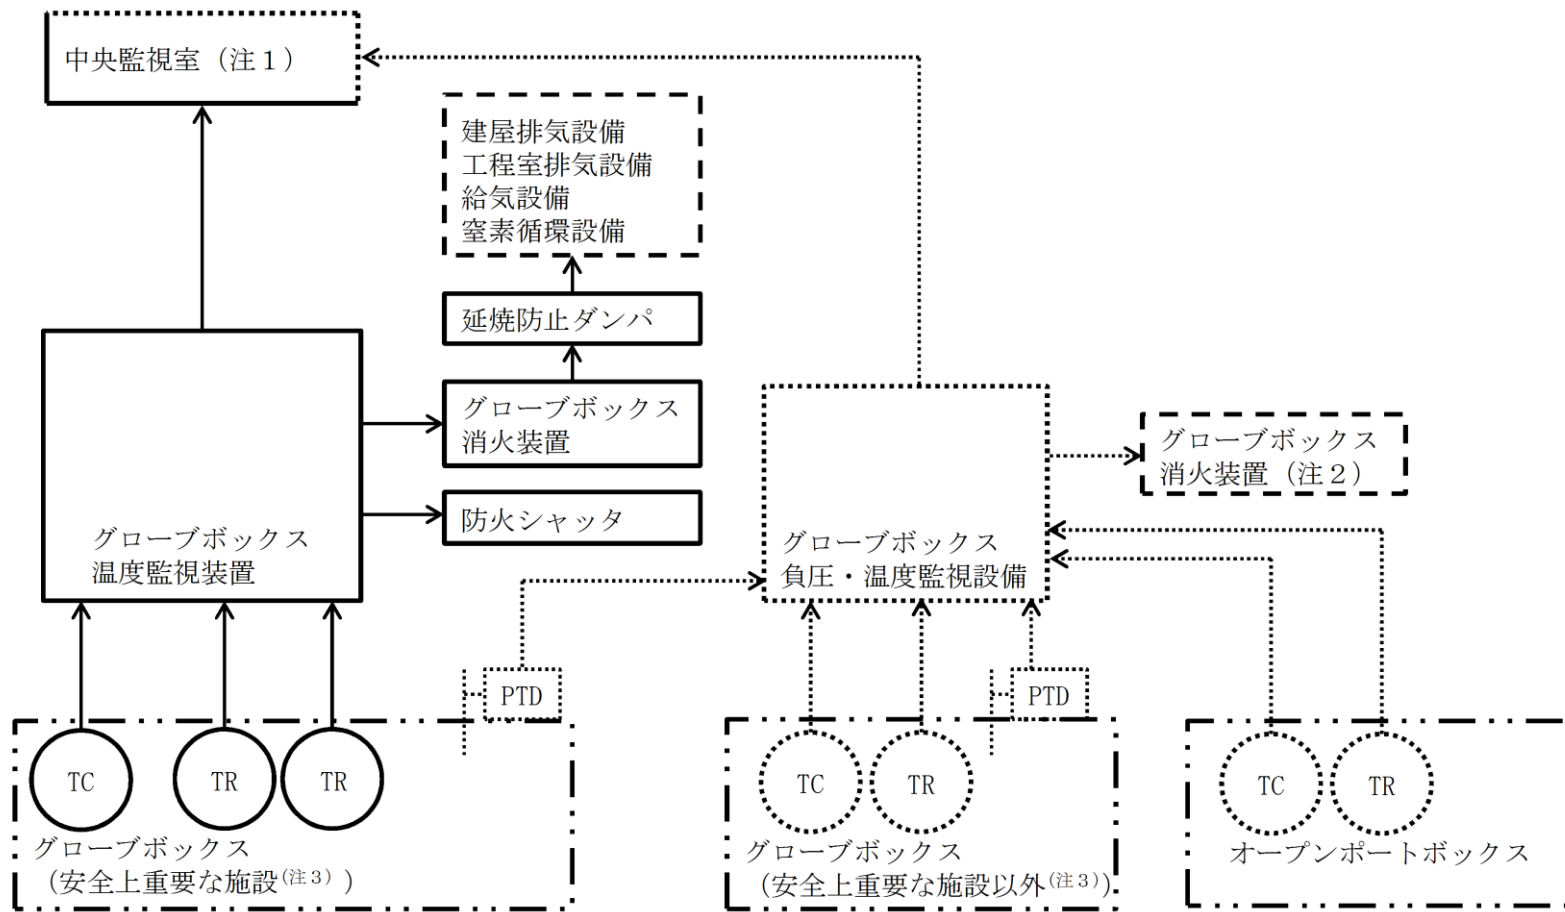 中央監視室（注１）
建屋排気設備
工程室排気設備
給気設備
窒素循環設備
延焼防止ダンパ
グローブボックス
消火装置
防火シャッタ
グローブボックス
温度監視装置
グローブボックス
負圧・温度監視設備
グローブボックス
消火装置（注２）
PTD
PTD
TC
TR
TR
グローブボックス
（安全上重要な施設(注３)）
TC
TR
グローブボックス
（安全上重要な施設以外(注３)）
TC
TR
オープンポートボックス